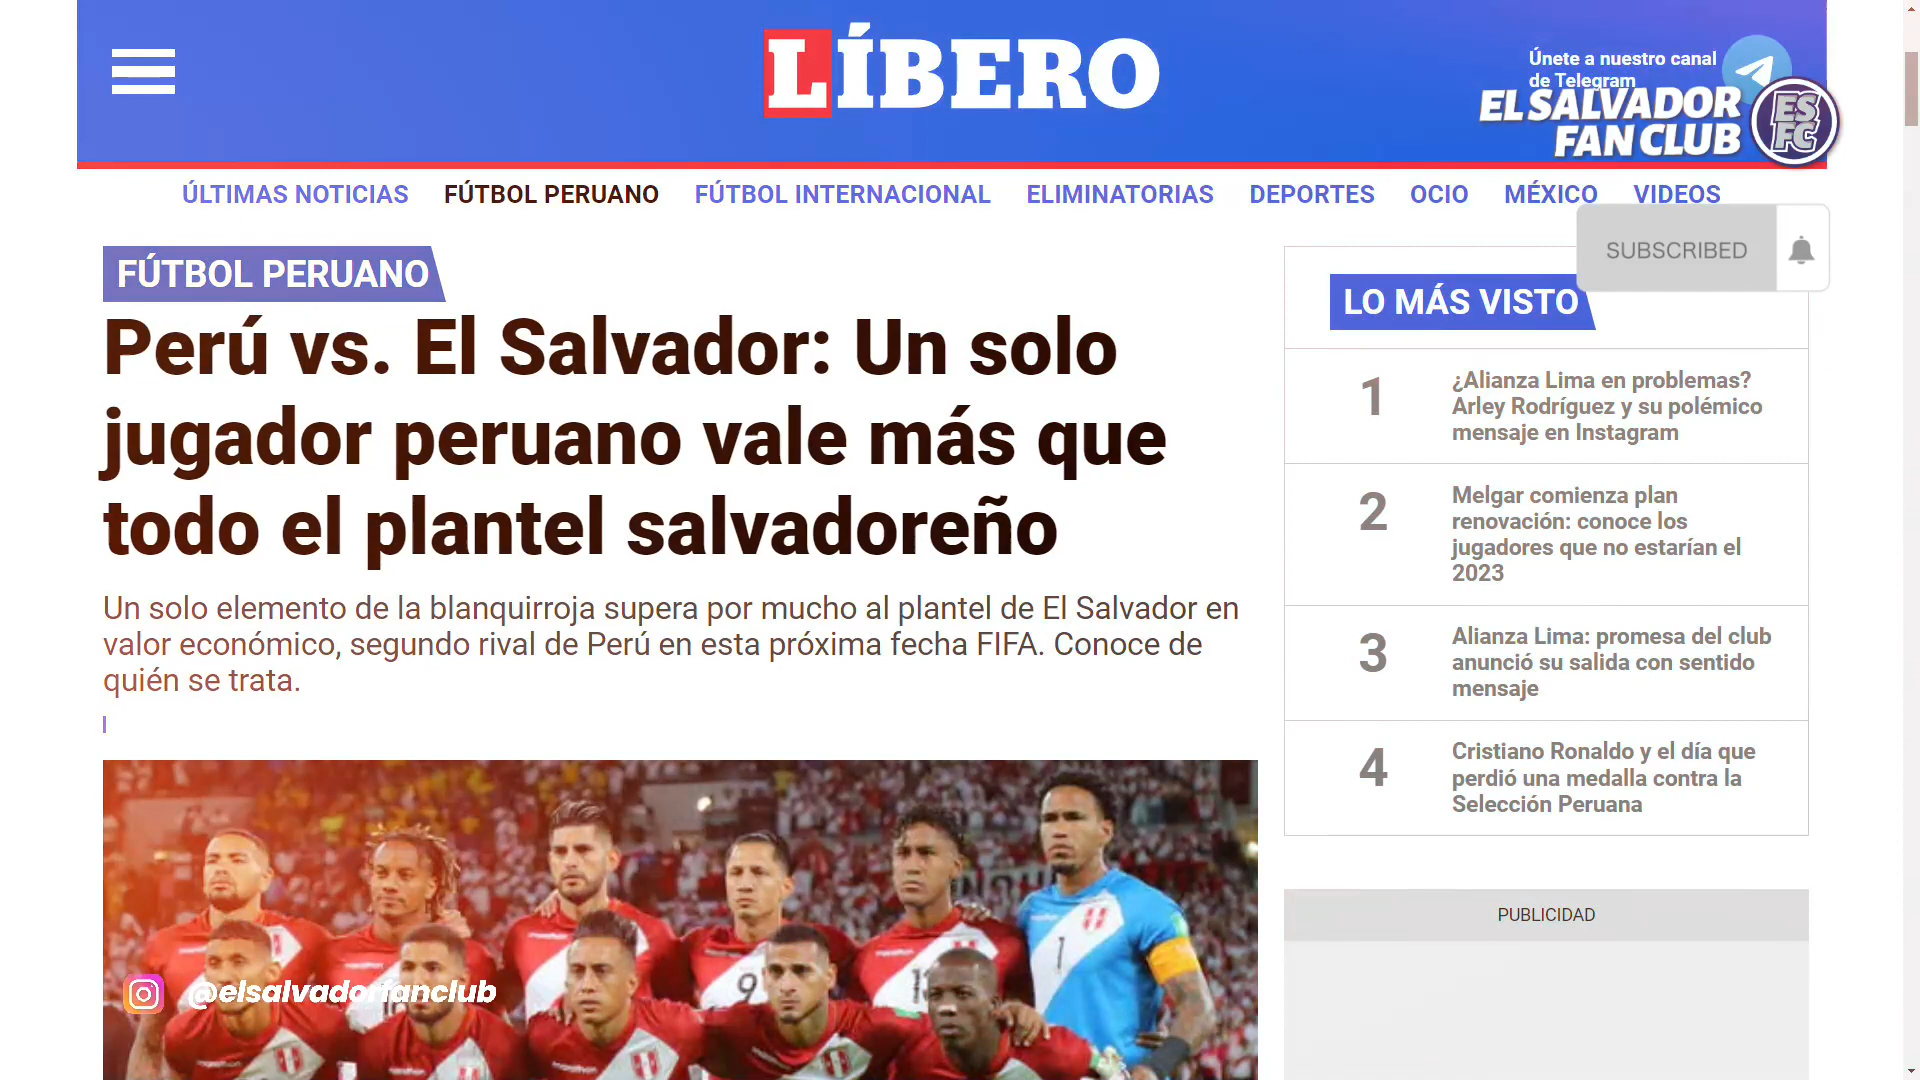 LÍBERO
Únete a nuestro canal
de Telegram
EL SALVADOR
FAN CLUB
ES
FC
ÚLTIMAS NOTICIAS FÚTBOL PERUANO FÚTBOL INTERNACIONAL ELIMINATORIAS DEPORTES OCIO MÉXICO VIDEOS
SUBSCRIBED
FÚTBOL PERUANO
Perú vs. El Salvador: Un solo
jugador peruano vale más que
todo el plantel salvadoreño
Un solo elemento de la blanquirroja supera por mucho al plantel de El Salvador en
valor económico, segundo rival de Perú en esta próxima fecha FIFA. Conoce de
quién se trata.
9
1
@elsalvadorfanclub
LO MÁS VISTO
1
¿Alianza Lima en problemas?
Arley Rodríguez y su polémico
mensaje en Instagram
2
Melgar comienza plan
renovación: conoce los
jugadores que no estarían el
2023
3
Alianza Lima: promesa del club
anunció su salida con sentido
mensaje
4
Cristiano Ronaldo y el día que
perdió una medalla contra la
Selección Peruana
PUBLICIDAD